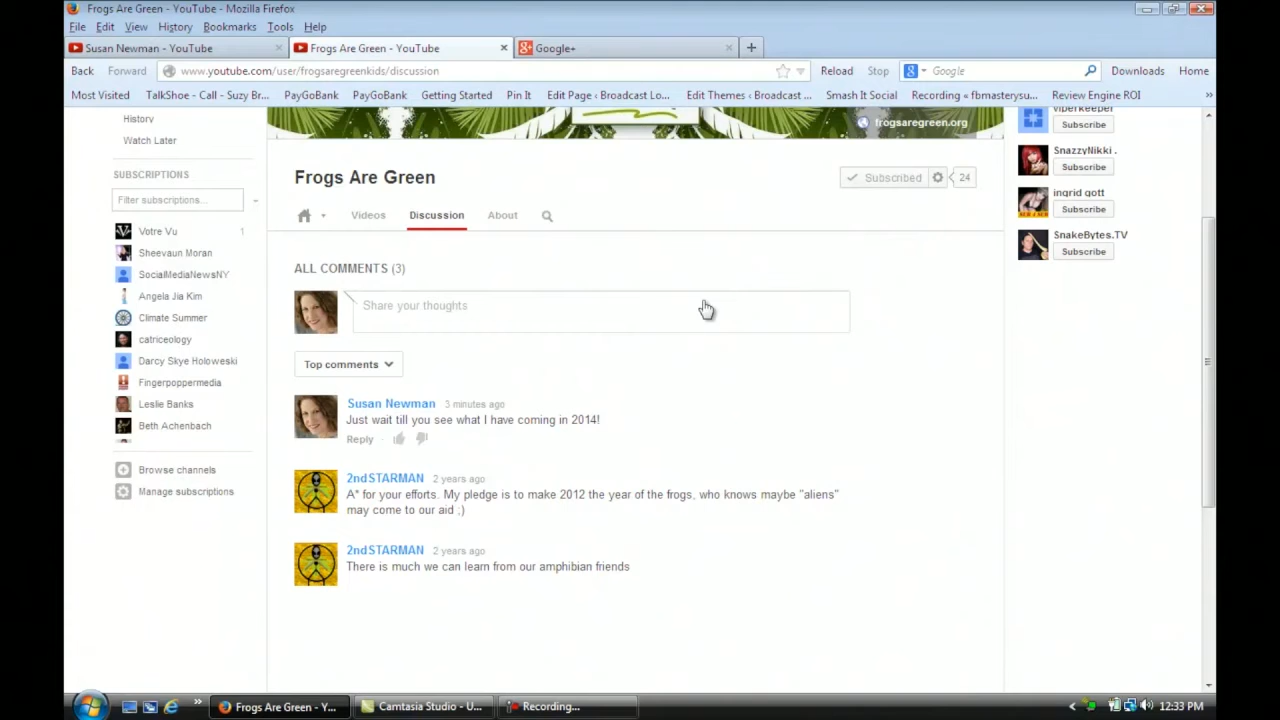 Frogs Are Green - YouTube - Mozilla Firefox
File Edit View History Bookmarks Tools Help
Susan Newman - YouTube
Frogs Are Green - YouTube
Google+
Back Forward www.youtube.com/user/frogsaregreenkids/discussion Reload Stop Google Downloads Home
Most Visited TalkShoe - Call - Suzy Br... PayGoBank PayGoBank Getting Started Pin It Edit Page ‹ Broadcast Lo... Edit Themes ‹ Broadcast ... Smash It Social Recording « fbmasterysu... Review Engine ROI »
History
Watch Later
SUBSCRIPTIONS
Filter subscriptions...
Votre Vu 1
Sheevaun Moran
SocialMediaNewsNY
Angela Jia Kim
Climate Summer
catriceology
Darcy Skye Holoweski
Fingerpoppermedia
Leslie Banks
Beth Achenbach
Browse channels
Manage subscriptions
frogsaregreen.org
Frogs Are Green
Subscribed 24
Videos Discussion About
ALL COMMENTS (3)
Share your thoughts
Top comments
Susan Newman 3 minutes ago
Just wait till you see what I have coming in 2014!
Reply
2ndSTARMAN 2 years ago
A* for your efforts. My pledge is to make 2012 the year of the frogs, who knows maybe "aliens"
may come to our aid ;)
2ndSTARMAN 2 years ago
There is much we can learn from our amphibian friends
viperkeeper
Subscribe
SnazzyNikki .
Subscribe
ingrid gott
Subscribe
SnakeBytes.TV
Subscribe
Frogs Are Green - Y...
Camtasia Studio - U...
Recording...
12:33 PM